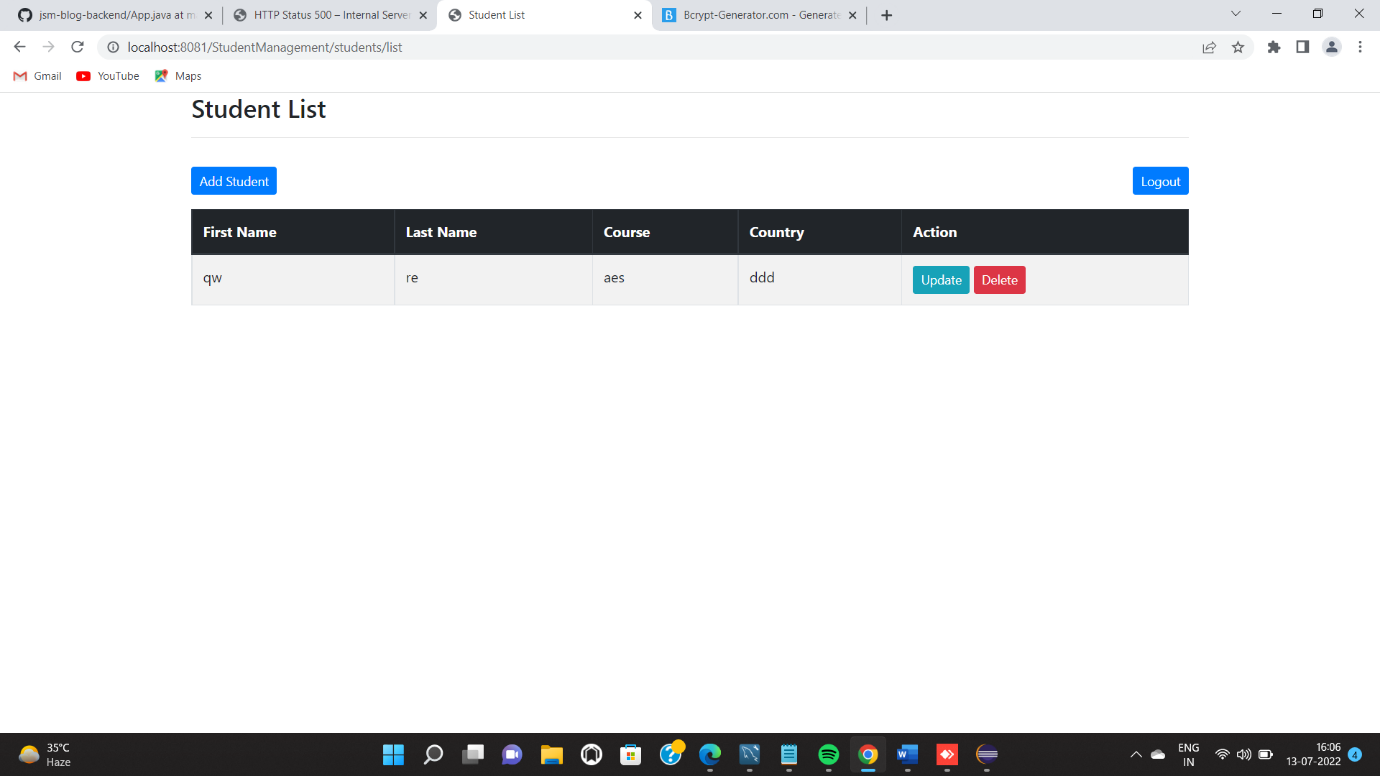 jsm-blog-backend/App.java at m
HTTP Status 500 – Internal Server
Student List
Bcrypt-Generator.com - Generate
localhost:8081/StudentManagement/students/list
Gmail
YouTube
Maps
Student List
Add Student
Logout
First Name Last Name Course Country Action
qw re aes ddd Update Delete
35°C
Haze
ENG
IN
16:06
13-07-2022
4